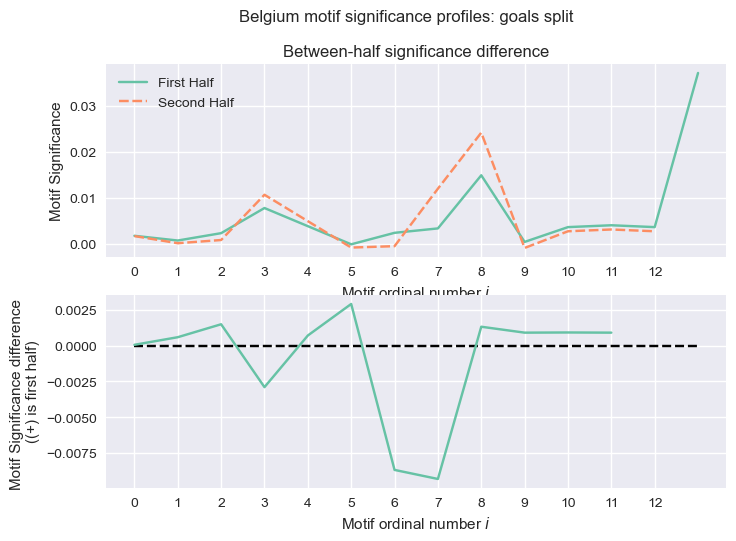 Belgium motif significance profiles: goals split
Between-half significance difference
First Half
Second Half
Motif Significance
0.03
0.02
0.01
0.00
0 1 2 3 4 5 6 7 8 9 10 11 12
Motif ordinal number i
Motif Significance difference
((+) is first half)
0.0025
0.0000
−0.0025
−0.0050
−0.0075
0 1 2 3 4 5 6 7 8 9 10 11 12
Motif ordinal number i